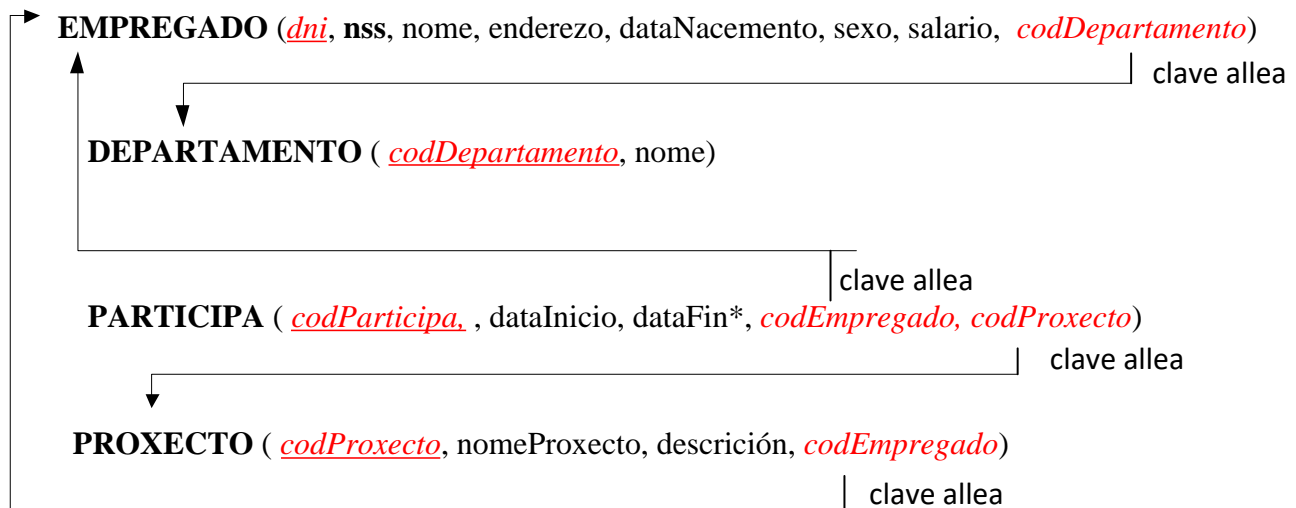 EMPREGADO (dni, nss, nome, enderezo, dataNacemento, sexo, salario, codDepartamento)
clave allea
DEPARTAMENTO ( codDepartamento, nome)
clave allea
PARTICIPA ( codParticipa, , dataInicio, dataFin*, codEmpregado, codProxecto)
clave allea
PROXECTO ( codProxecto, nomeProxecto, descrición, codEmpregado)
clave allea